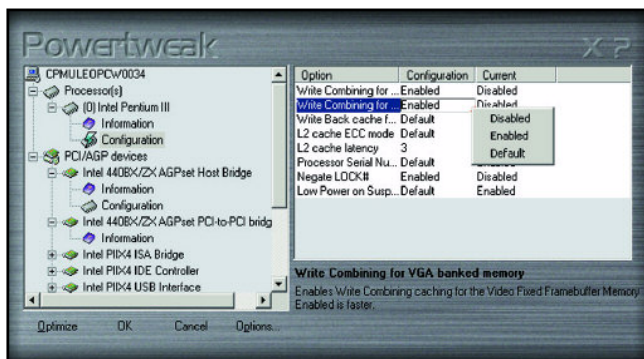 Powertweak
X ?
CPMULEOPCW0034
Processor(s)
(0) Intel Pentium III
Information
Configuration
PCI/AGP devices
Intel 440BX/ZX AGPset Host Bridge
Information
Configuration
Intel 440BX/ZX AGPset PCI-to-PCI bridg
Information
Intel PIIX4 ISA Bridge
Intel PIIX4 IDE Controller
Intel PIIX4 USB Interface
Option Configuration Current
Write Combining for ... Enabled Disabled
Write Combining for ... Enabled Disabled
Write Back cache f... Default
L2 cache ECC mode Default
L2 cache latency 3
Processor Serial Nu... Default
Negate LOCK# Enabled Disabled
Low Power on Susp... Default Enabled
Disabled
Enabled
Default
Write Combining for VGA banked memory
Enables Write Combining caching for the Video Fixed Framebuffer Memory
Enabled is faster.
Optimize OK Cancel Options...